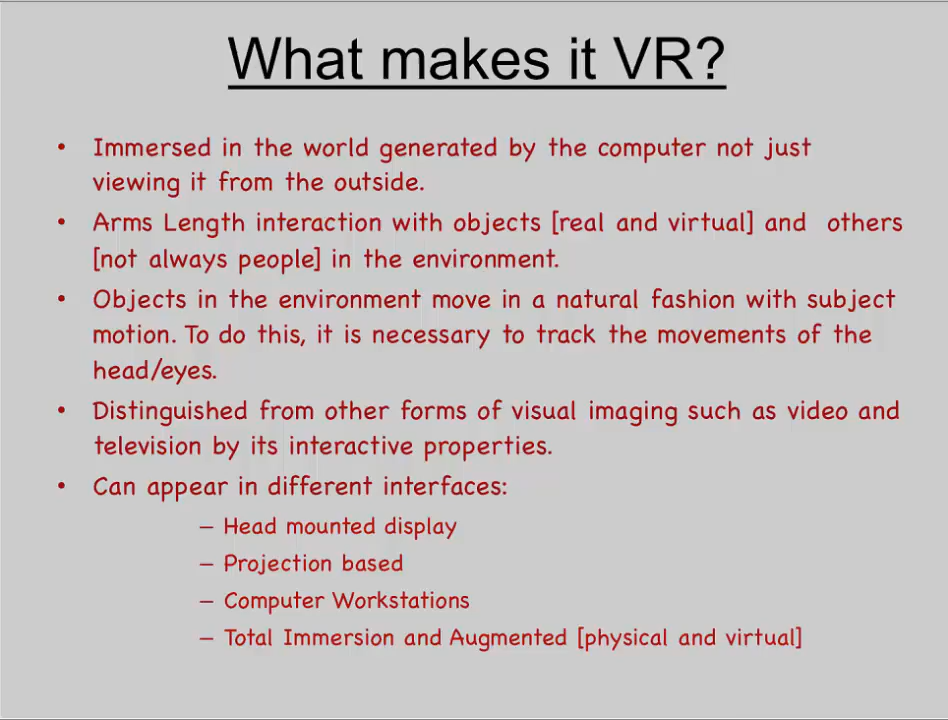 What makes it VR?
• Immersed in the world generated by the computer not just
viewing it from the outside.
• Arms Length interaction with objects [real and virtual] and others
[not always people] in the environment.
• Objects in the environment move in a natural fashion with subject
motion. To do this, it is necessary to track the movements of the
head/eyes.
• Distinguished from other forms of visual imaging such as video and
television by its interactive properties.
• Can appear in different interfaces:
– Head mounted display
– Projection based
– Computer Workstations
– Total Immersion and Augmented [physical and virtual]